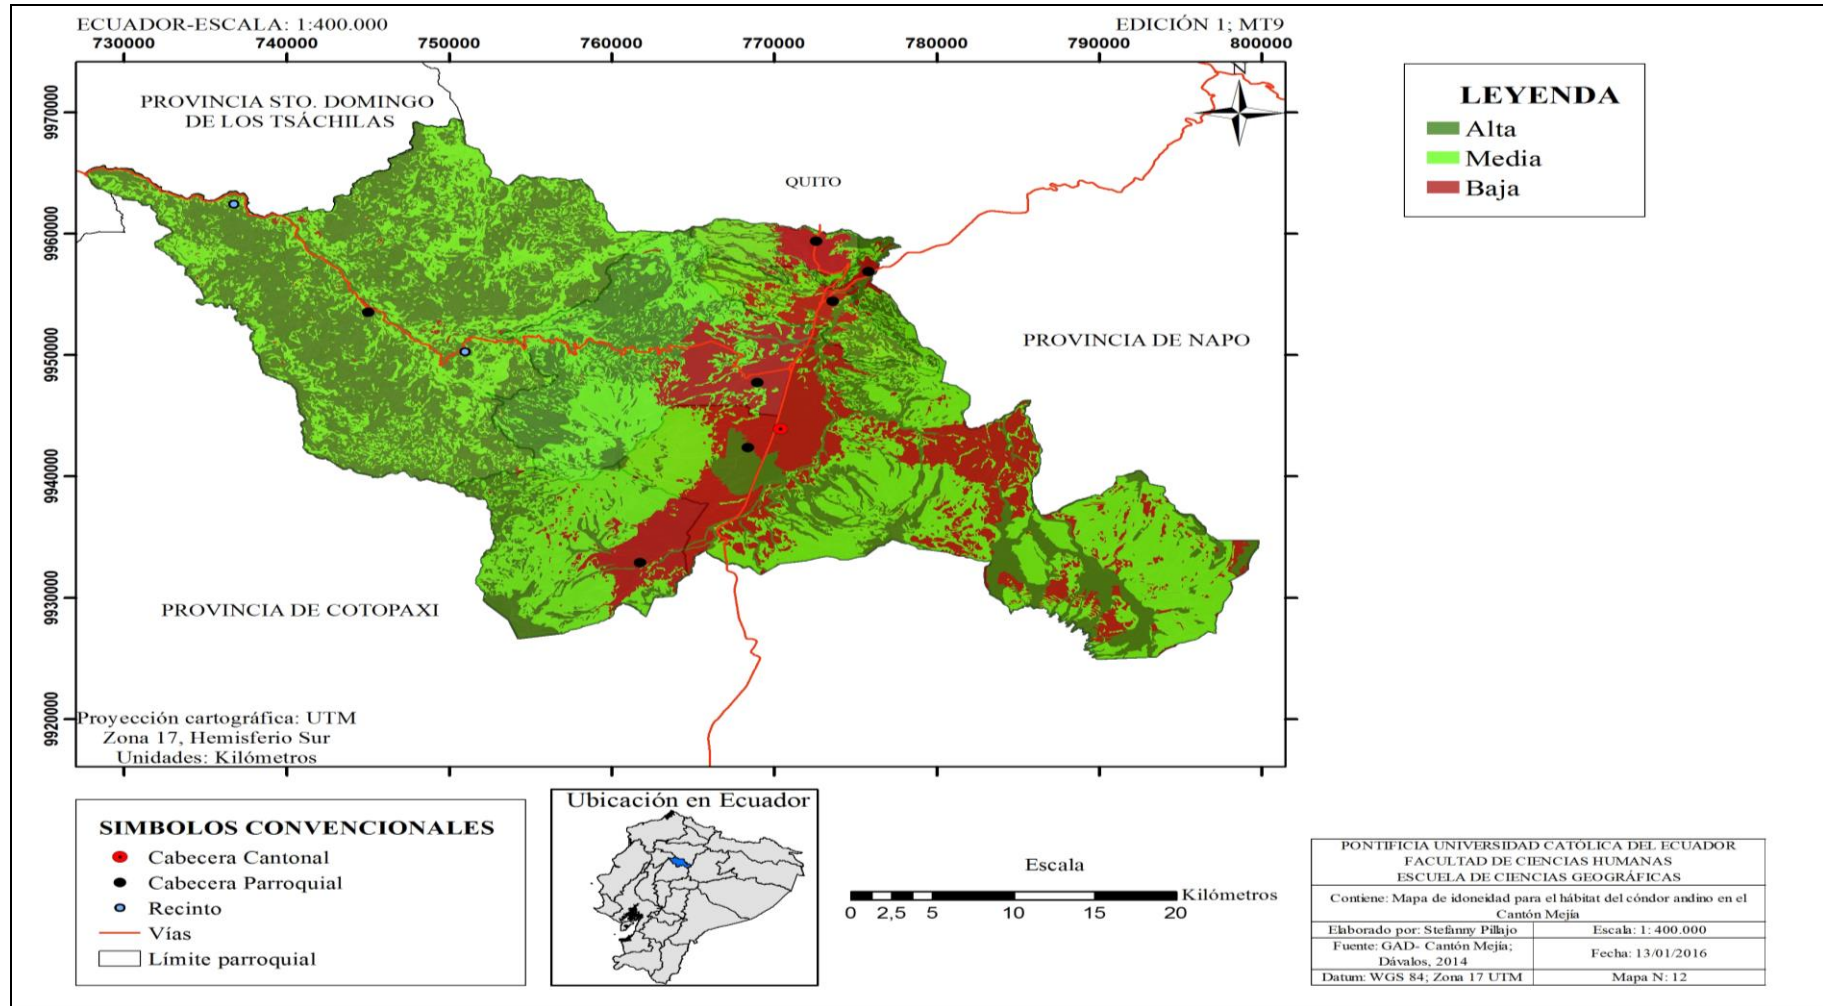 ECUADOR-ESCALA: 1:400.000
EDICIÓN 1; MT9
730000 740000 750000 760000 770000 780000 790000 800000
9970000
9960000
9950000
9940000
9930000
9920000
N
PROVINCIA STO. DOMINGO
DE LOS TSÁCHILAS
QUITO
PROVINCIA DE NAPO
PROVINCIA DE COTOPAXI
Proyección cartográfica: UTM
Zona 17, Hemisferio Sur
Unidades: Kilómetros
LEYENDA
Alta
Media
Baja
SIMBOLOS CONVENCIONALES
Cabecera Cantonal
Cabecera Parroquial
Recinto
Vías
Límite parroquial
Ubicación en Ecuador
Escala
Kilómetros
0 2,5 5 10 15 20
PONTIFICIA UNIVERSIDAD CATÓLICA DEL ECUADOR
FACULTAD DE CIENCIAS HUMANAS
ESCUELA DE CIENCIAS GEOGRÁFICAS
Contiene: Mapa de idoneidad para el hábitat del cóndor andino en el
Cantón Mejía
Elaborado por: Stefanny Pillajo
Escala: 1: 400.000
Fuente: GAD- Cantón Mejía;
Dávalos, 2014
Fecha: 13/01/2016
Datum: WGS 84; Zona 17 UTM
Mapa N: 12